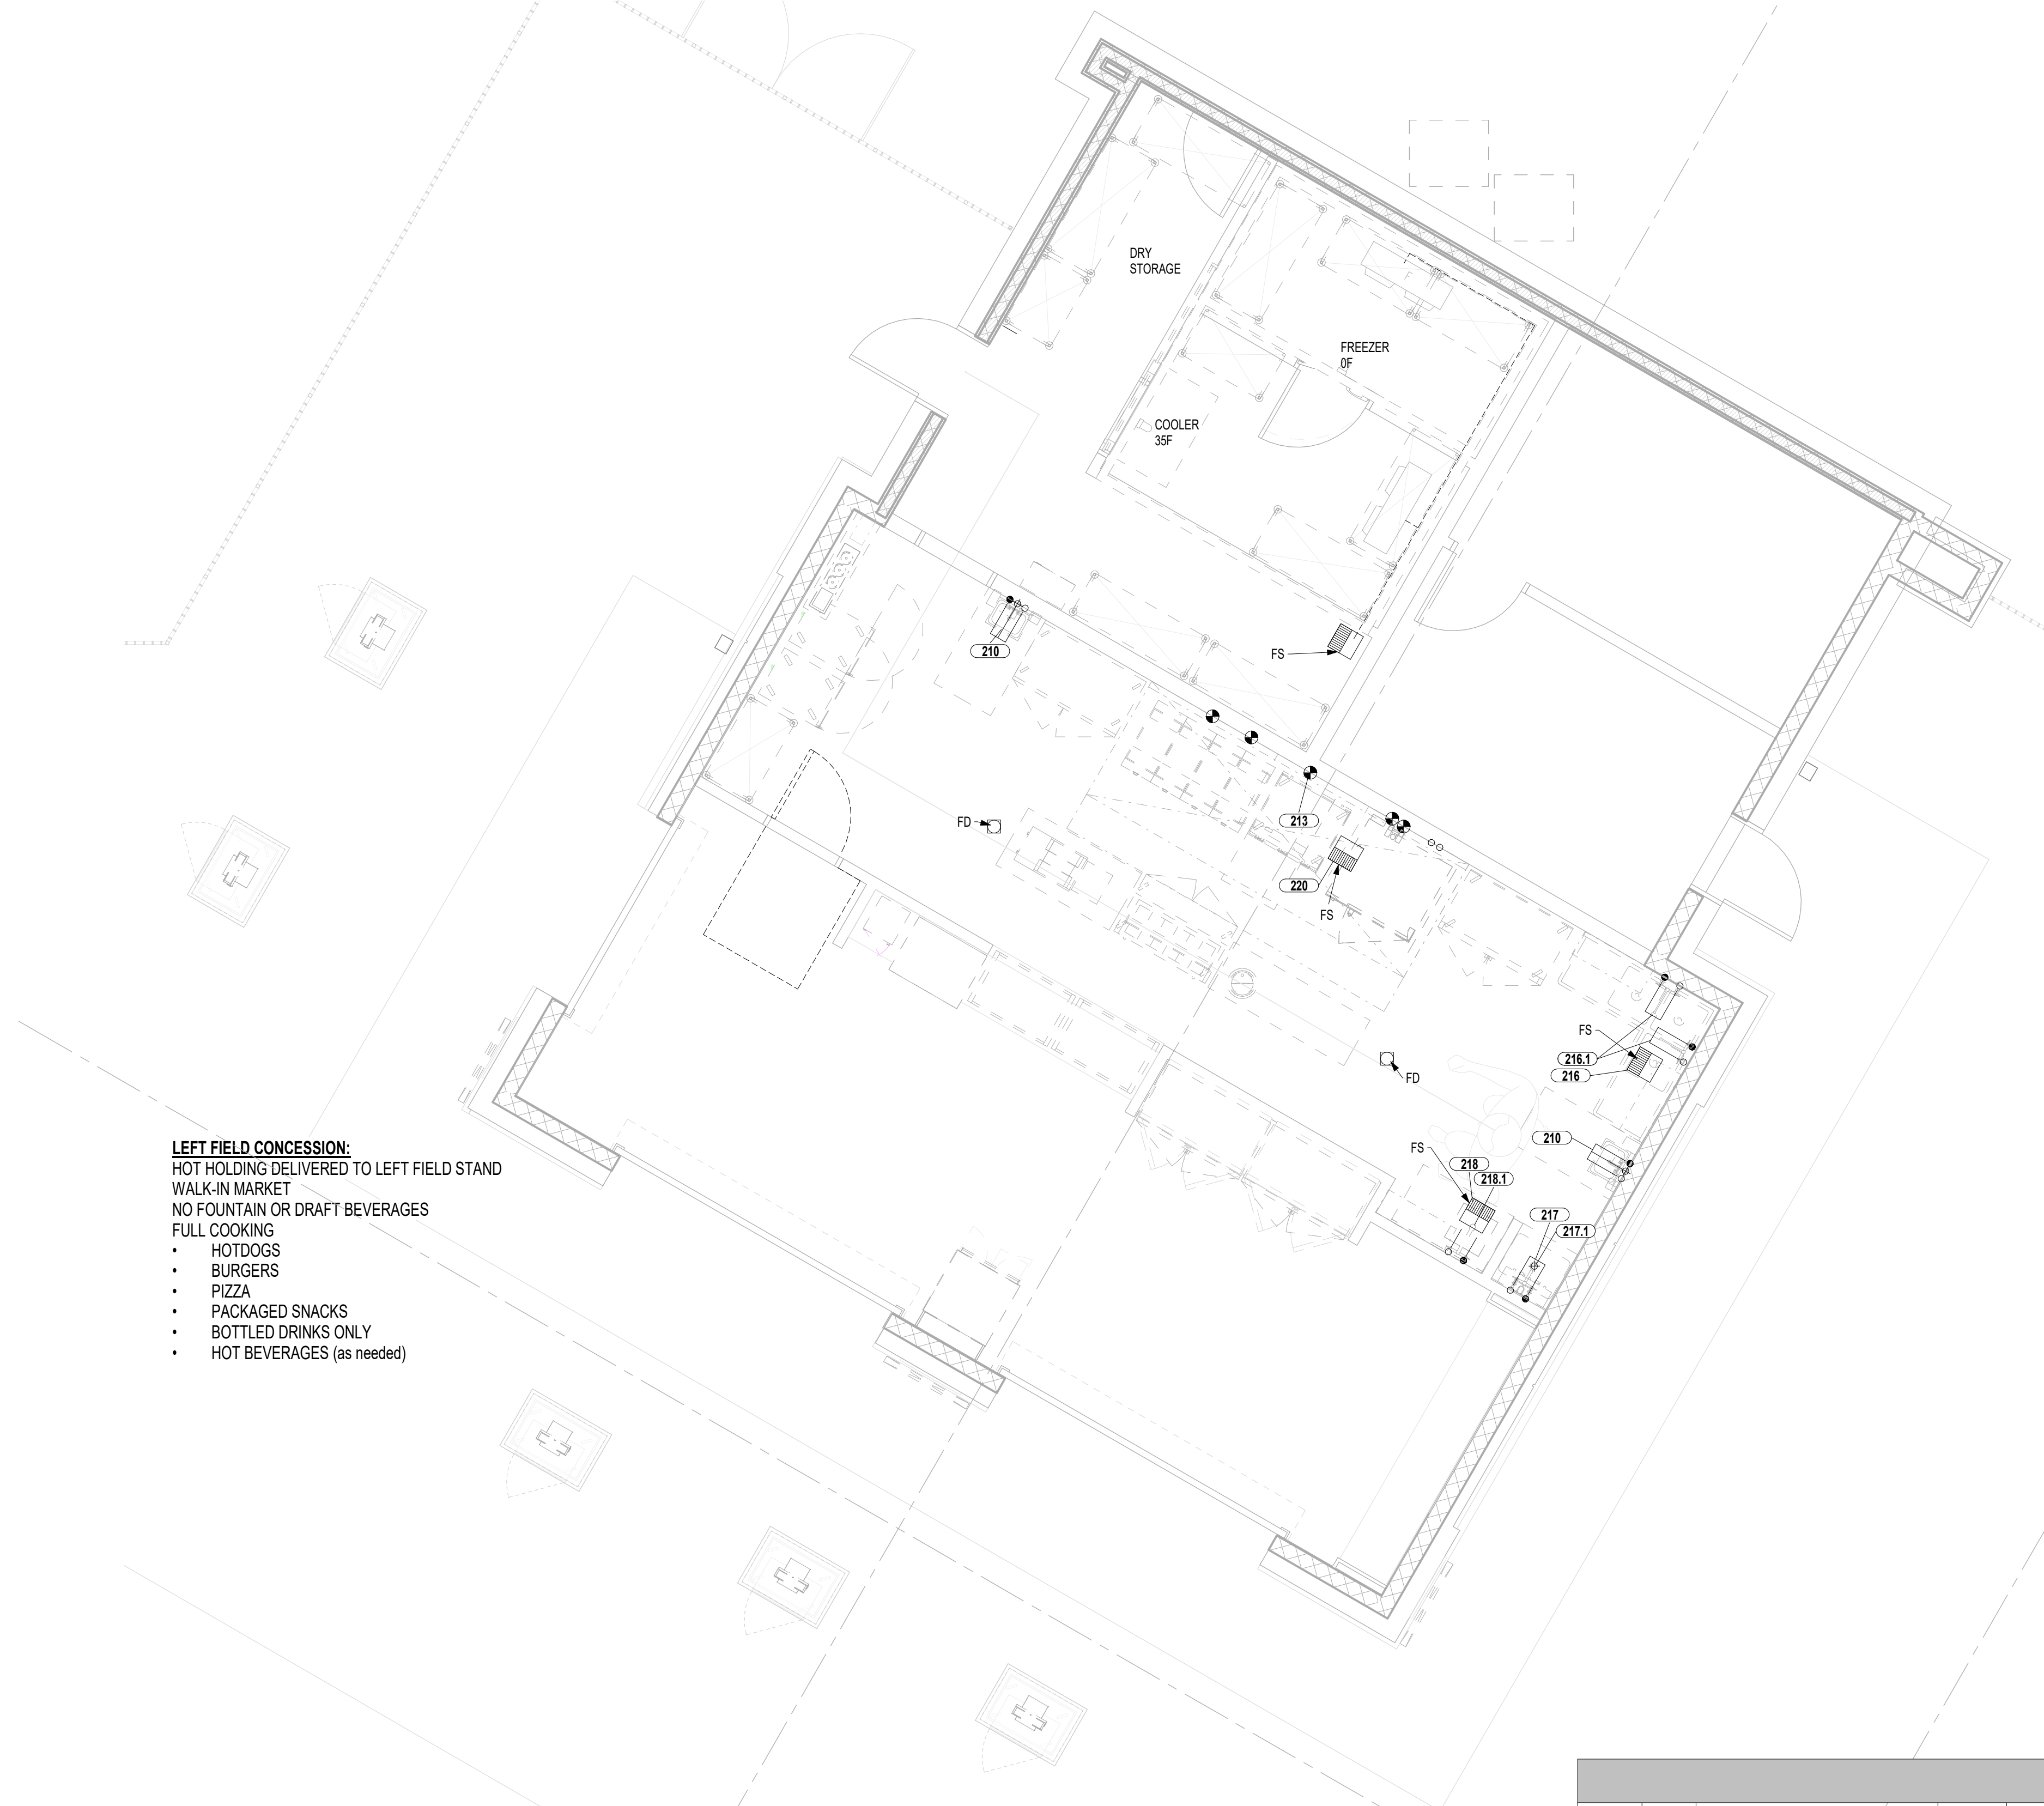 DRY
STORAGE
FREEZER
0F
COOLER
35F
210
FS
213
FD
220
FS
FS
216.1
216
FD
210
FS
218
218.1
217
217.1
LEFT FIELD CONCESSION:
HOT HOLDING DELIVERED TO LEFT FIELD STAND
WALK-IN MARKET
NO FOUNTAIN OR DRAFT BEVERAGES
FULL COOKING
• HOTDOGS
• BURGERS
• PIZZA
• PACKAGED SNACKS
• BOTTLED DRINKS ONLY
• HOT BEVERAGES (as needed)